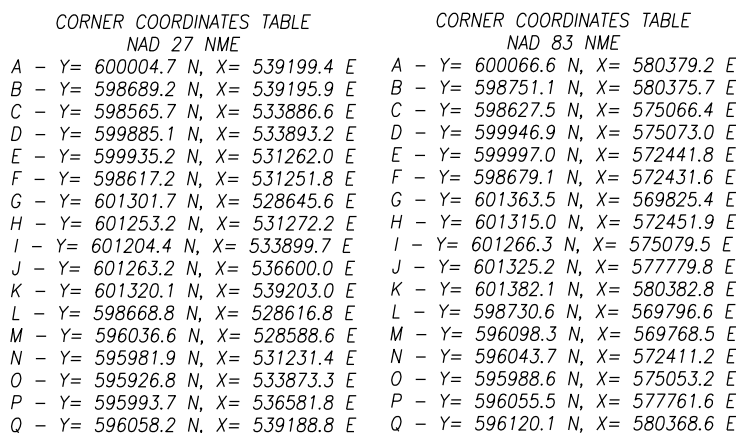 CORNER COORDINATES TABLE
NAD 27 NME
A - Y= 600004.7 N, X= 539199.4 E
B - Y= 598689.2 N, X= 539195.9 E
C - Y= 598565.7 N, X= 533886.6 E
D - Y= 599885.1 N, X= 533893.2 E
E - Y= 599935.2 N, X= 531262.0 E
F - Y= 598617.2 N, X= 531251.8 E
G - Y= 601301.7 N, X= 528645.6 E
H - Y= 601253.2 N, X= 531272.2 E
I - Y= 601204.4 N, X= 533899.7 E
J - Y= 601263.2 N, X= 536600.0 E
K - Y= 601320.1 N, X= 539203.0 E
L - Y= 598668.8 N, X= 528616.8 E
M - Y= 596036.6 N, X= 528588.6 E
N - Y= 595981.9 N, X= 531231.4 E
O - Y= 595926.8 N, X= 533873.3 E
P - Y= 595993.7 N, X= 536581.8 E
Q - Y= 596058.2 N, X= 539188.8 E
CORNER COORDINATES TABLE
NAD 83 NME
A - Y= 600066.6 N, X= 580379.2 E
B - Y= 598751.1 N, X= 580375.7 E
C - Y= 598627.5 N, X= 575066.4 E
D - Y= 599946.9 N, X= 575073.0 E
E - Y= 599997.0 N, X= 572441.8 E
F - Y= 598679.1 N, X= 572431.6 E
G - Y= 601363.5 N, X= 569825.4 E
H - Y= 601315.0 N, X= 572451.9 E
I - Y= 601266.3 N, X= 575079.5 E
J - Y= 601325.2 N, X= 577779.8 E
K - Y= 601382.1 N, X= 580382.8 E
L - Y= 598730.6 N, X= 569796.6 E
M - Y= 596098.3 N, X= 569768.5 E
N - Y= 596043.7 N, X= 572411.2 E
O - Y= 595988.6 N, X= 575053.2 E
P - Y= 596055.5 N, X= 577761.6 E
Q - Y= 596120.1 N, X= 580368.6 E